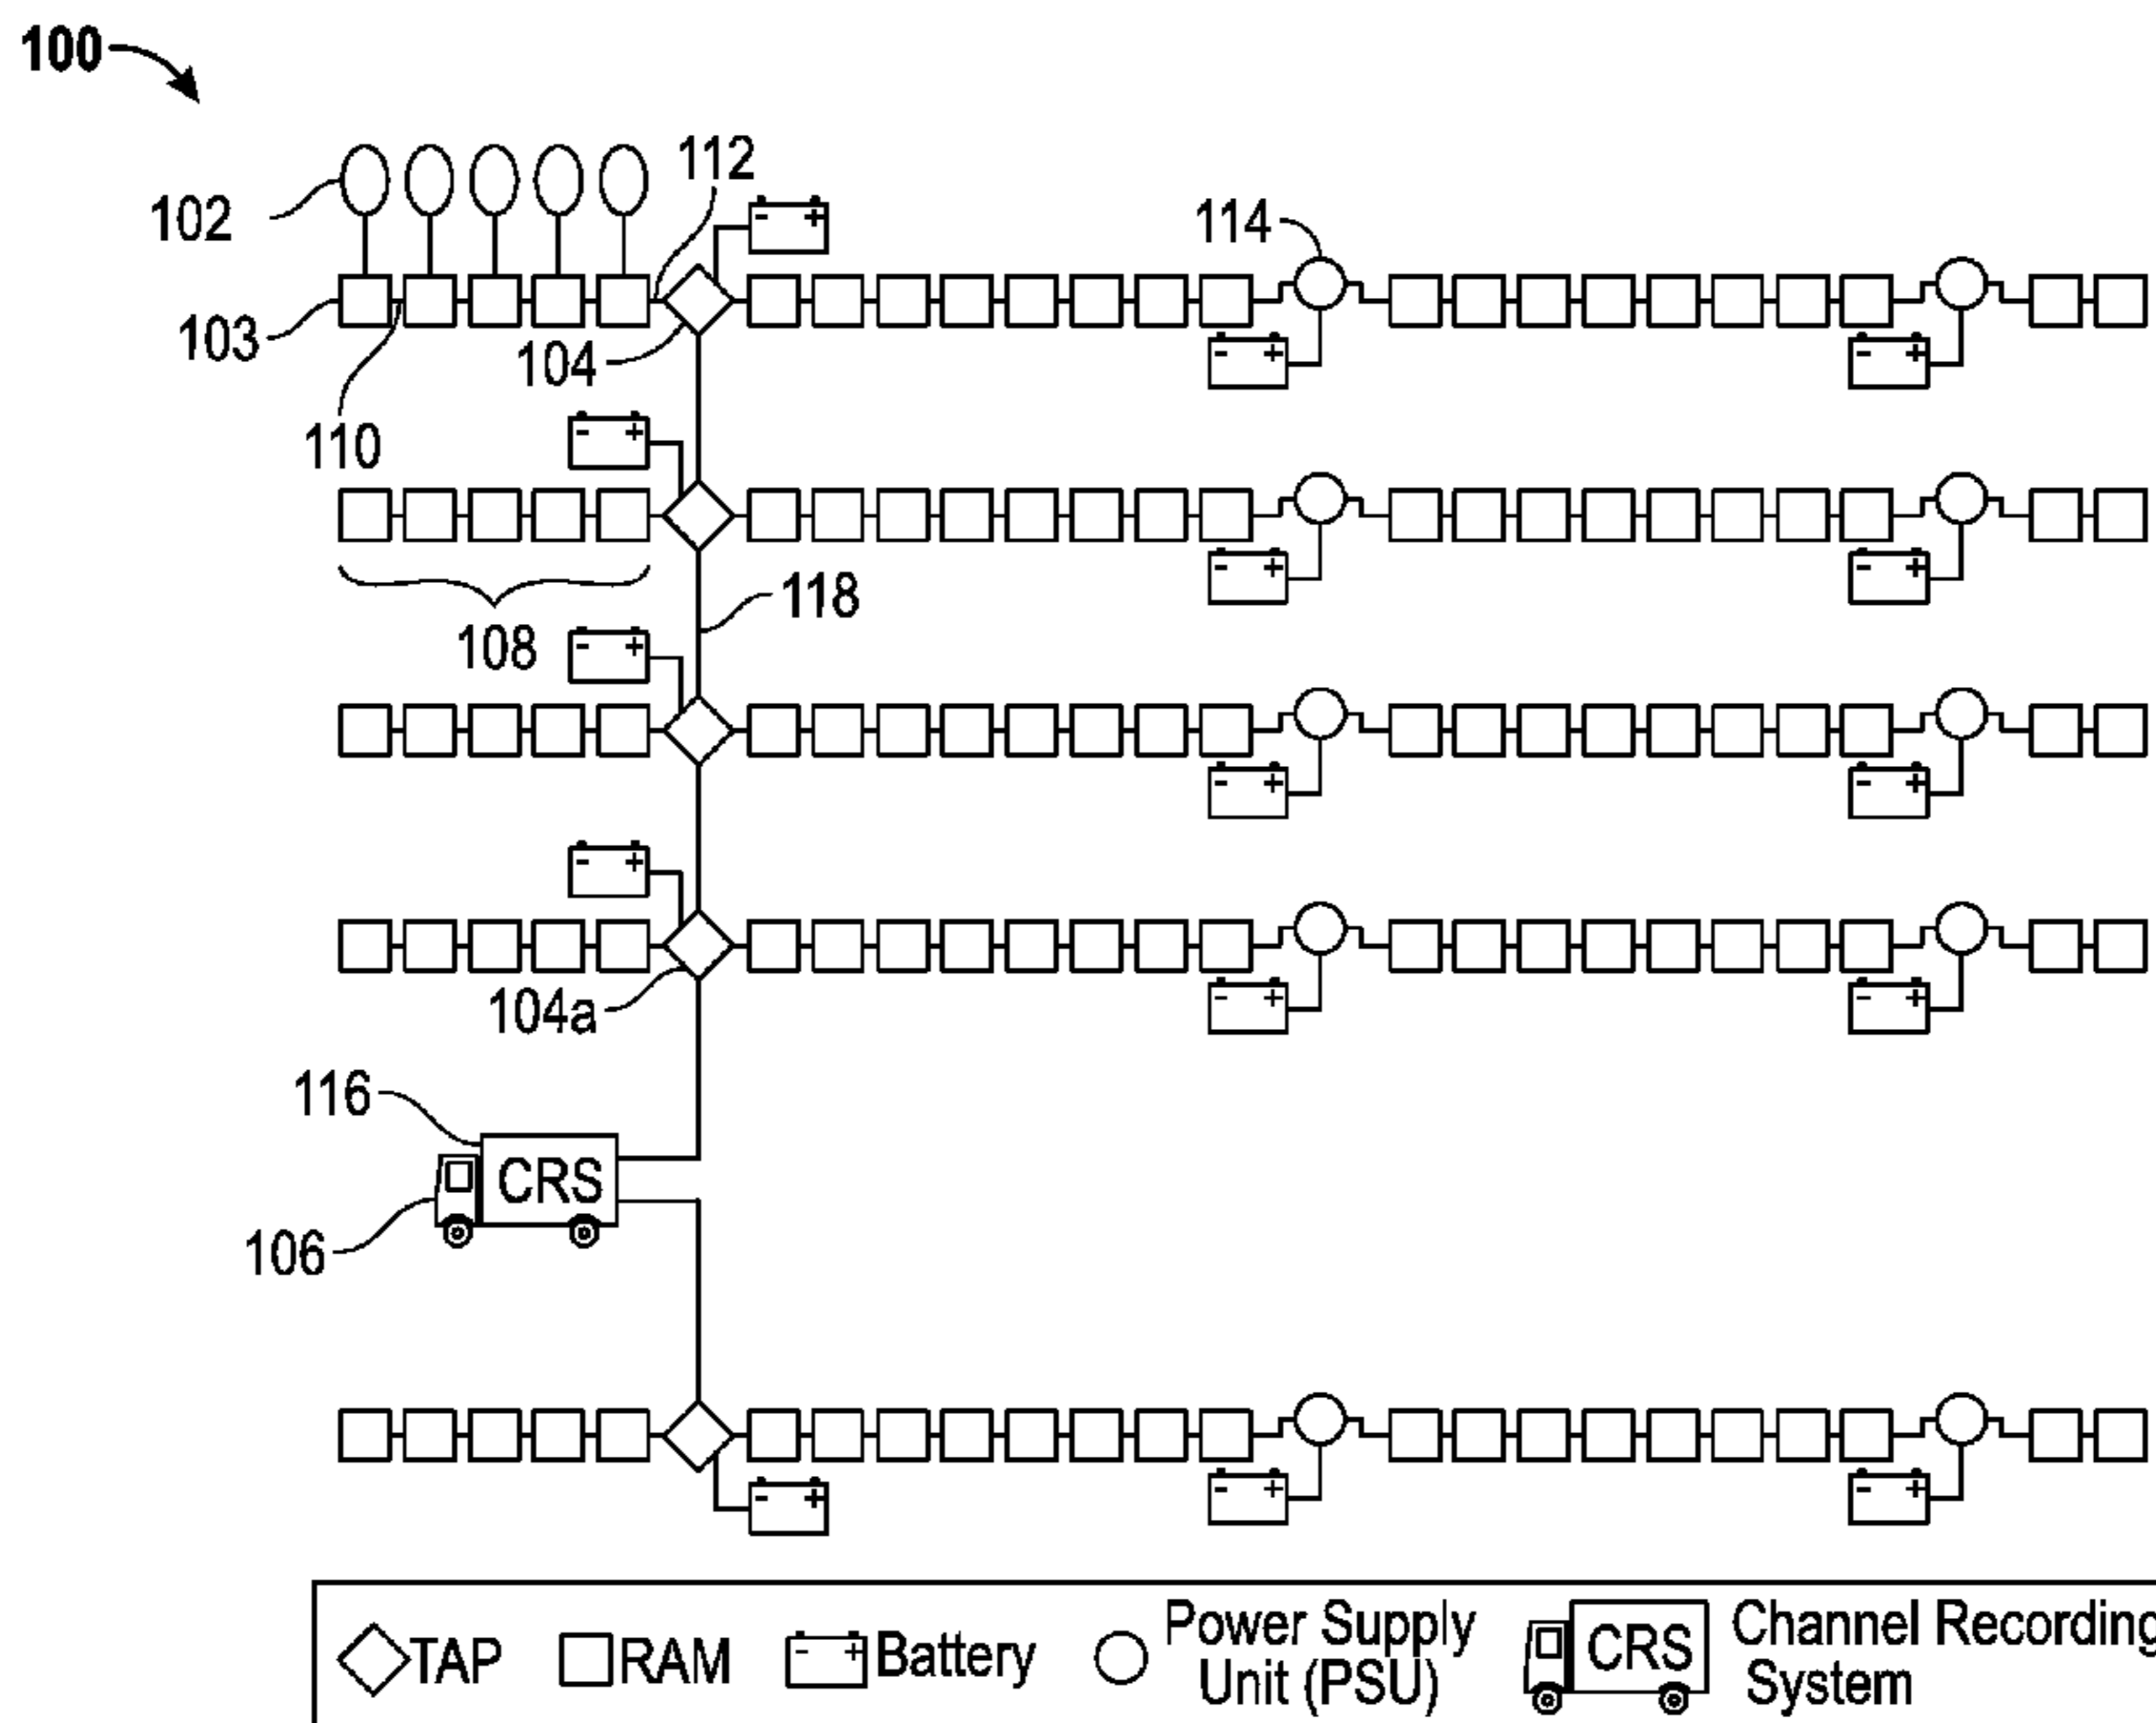 100
112
102
114
103
104
110
118
108
104a
116
CRS
106
TAP
RAM
Battery
Power Supply
Unit (PSU)
CRS
Channel Recording
System